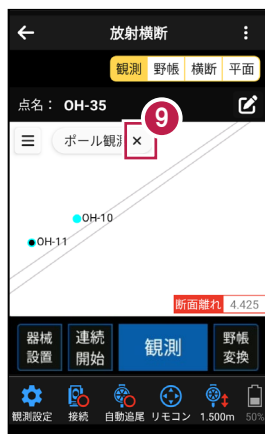 放射横断
観測 野帳 横断 平面
点名： OH-35
9
ポール観測 ×
OH-10
OH-11
断面離れ 4.425
器械設置 連続開始 観測 野帳変換
観測設定 接続 自動追尾 リモコン 1.500m 50%